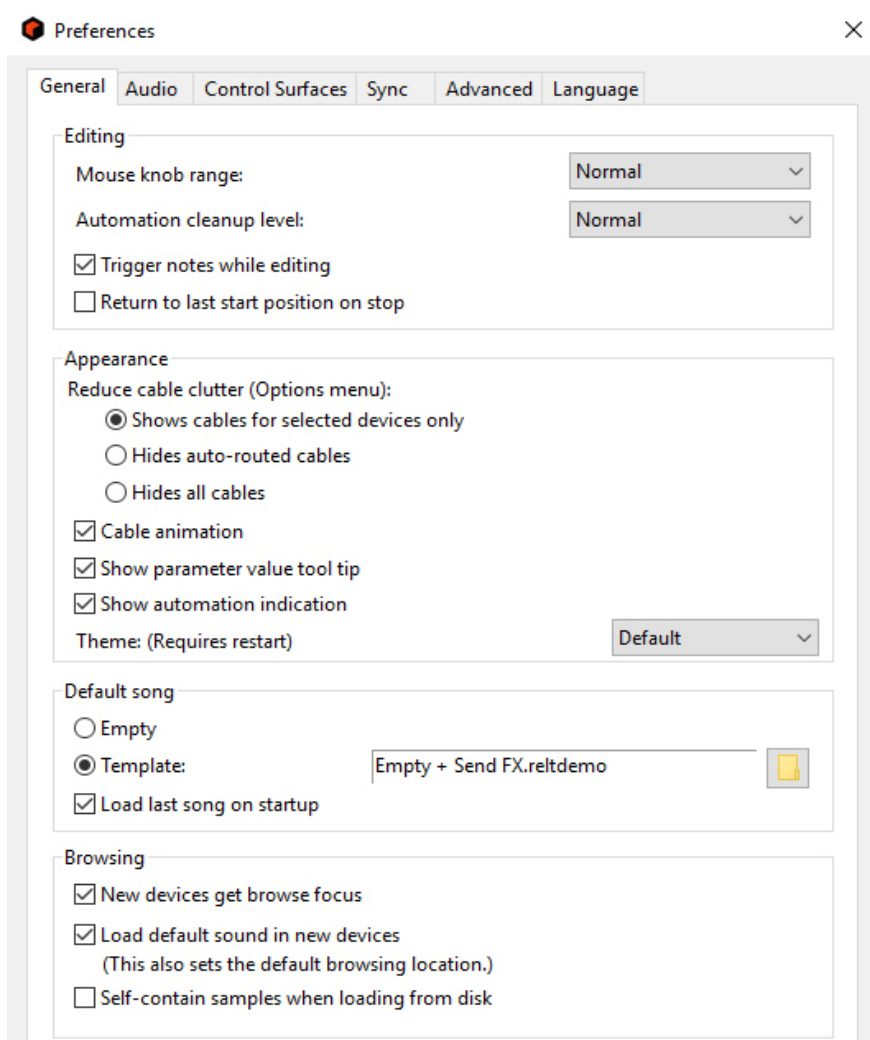 Preferences
General Audio Control Surfaces Sync Advanced Language
Editing
Mouse knob range: Normal
Automation cleanup level: Normal
Trigger notes while editing
Return to last start position on stop
Appearance
Reduce cable clutter (Options menu):
Shows cables for selected devices only
Hides auto-routed cables
Hides all cables
Cable animation
Show parameter value tool tip
Show automation indication
Theme: (Requires restart) Default
Default song
Empty
Template: Empty + Send FX.reltdemo
Load last song on startup
Browsing
New devices get browse focus
Load default sound in new devices
(This also sets the default browsing location.)
Self-contain samples when loading from disk